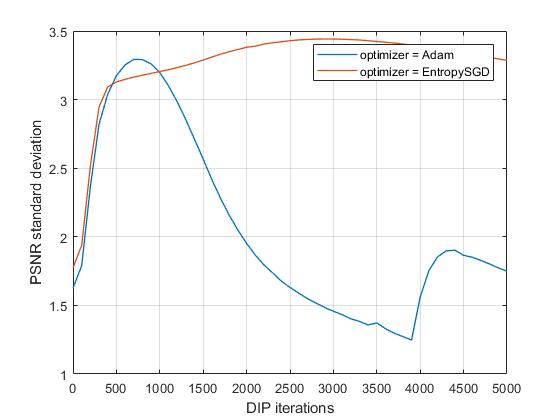 3.5
optimizer = Adam
optimizer = EntropySGD
3
2.5
2
1.5
1
PSNR standard deviation
0 500 1000 1500 2000 2500 3000 3500 4000 4500 5000
DIP iterations